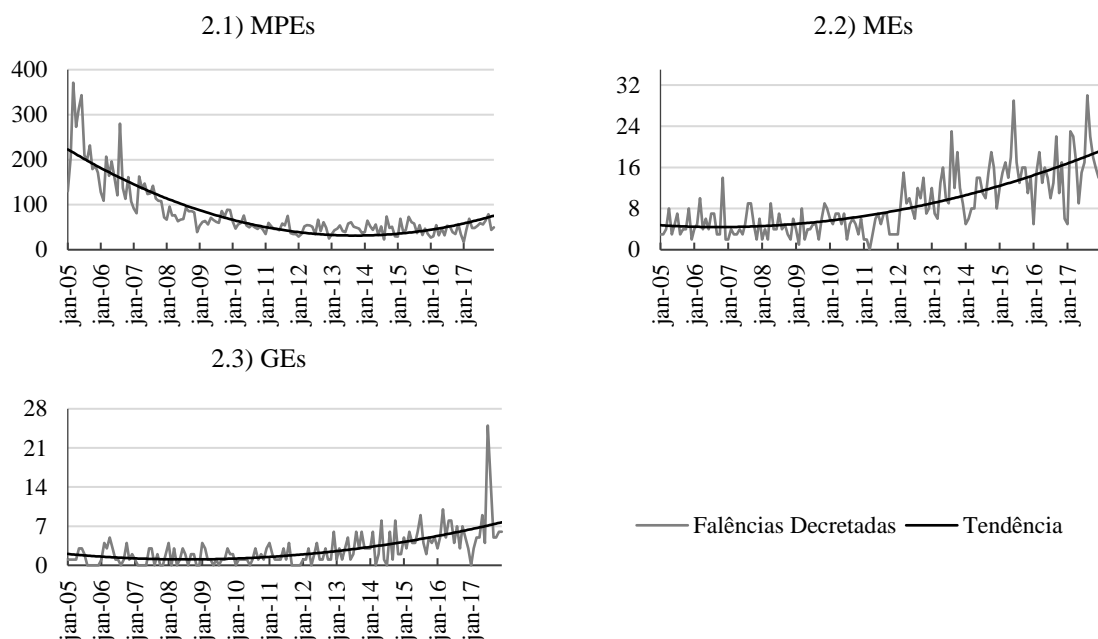 2.1) MPEs
400
300
200
100
0
jan-05
jan-06
jan-07
jan-08
jan-09
jan-10
jan-11
jan-12
jan-13
jan-14
jan-15
jan-16
jan-17
2.2) MEs
32
24
16
8
0
jan-05
jan-06
jan-07
jan-08
jan-09
jan-10
jan-11
jan-12
jan-13
jan-14
jan-15
jan-16
jan-17
2.3) GEs
28
21
14
7
0
jan-05
jan-06
jan-07
jan-08
jan-09
jan-10
jan-11
jan-12
jan-13
jan-14
jan-15
jan-16
jan-17
Falências Decretadas
Tendência